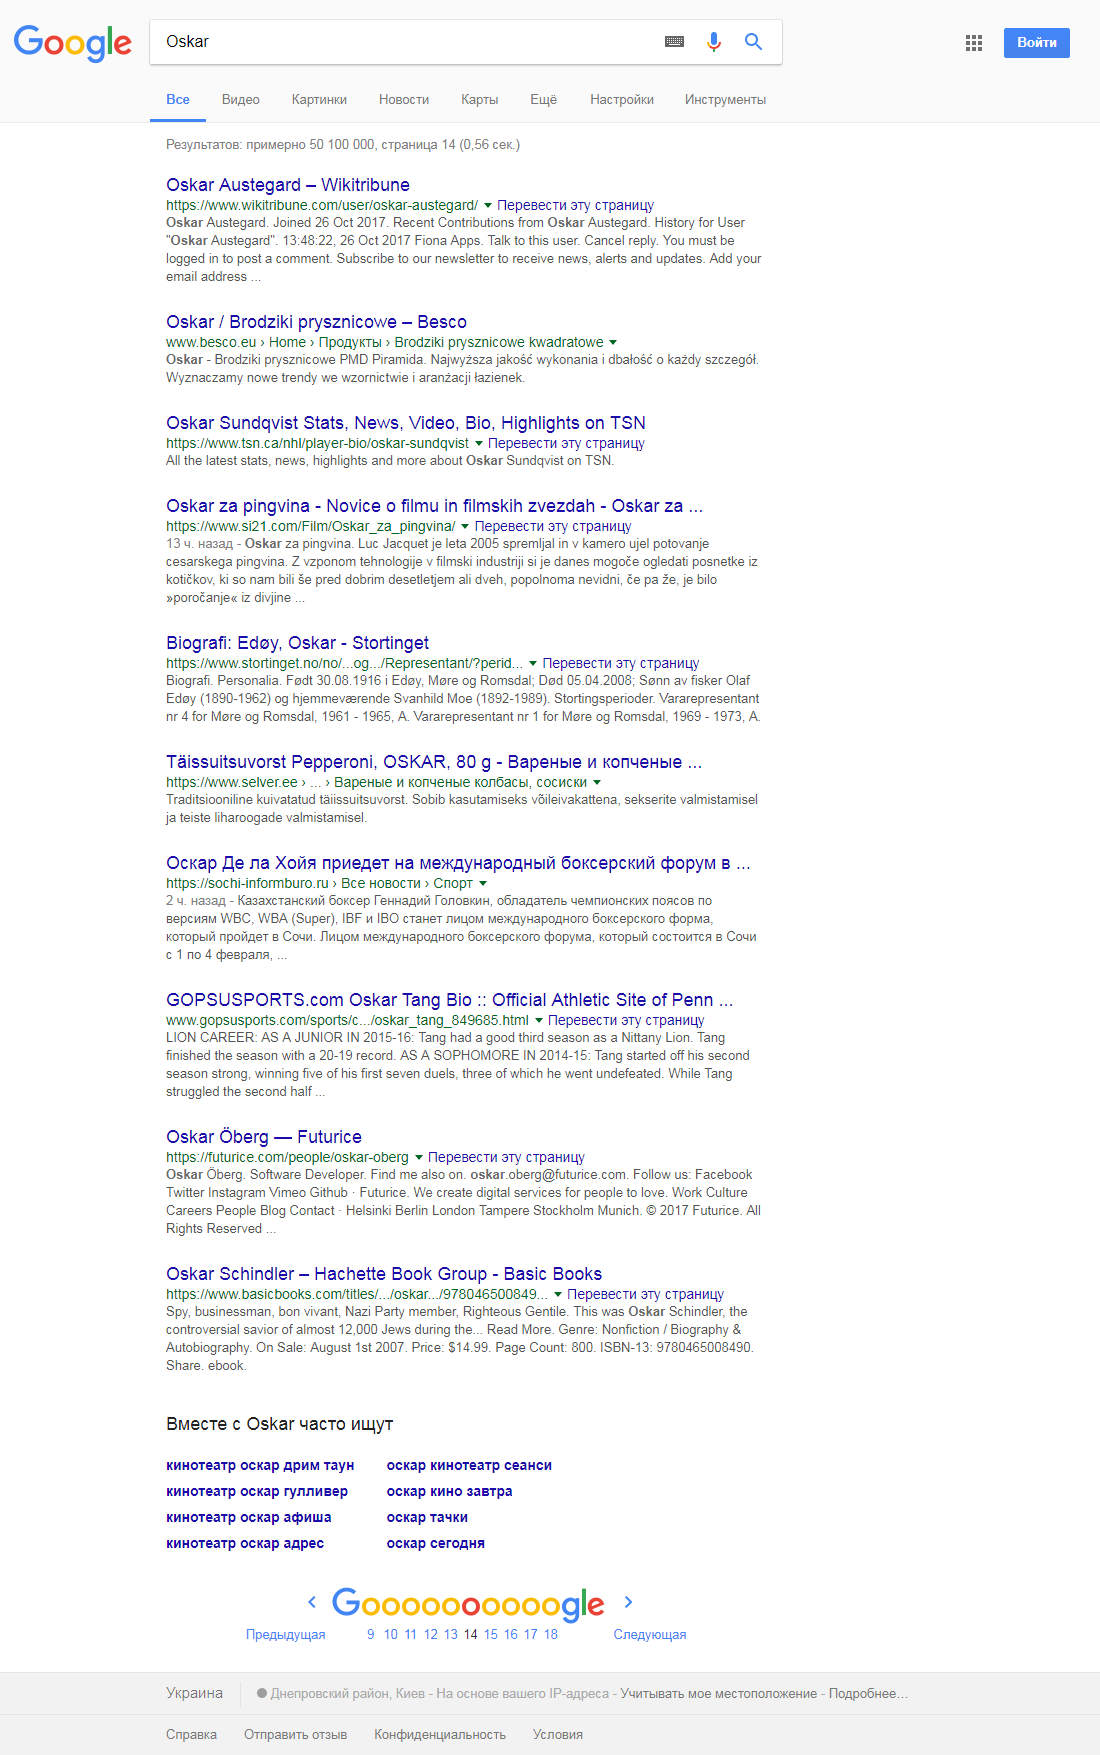 Google
Oskar
Войти
Все Видео Картинки Новости Карты Ещё Настройки Инструменты
Результатов: примерно 50 100 000, страница 14 (0,56 сек.)
Oskar Austegard – Wikitribune
https://www.wikitribune.com/user/oskar-austegard/ Перевести эту страницу
Oskar Austegard. Joined 26 Oct 2017. Recent Contributions from Oskar Austegard. History for User
"Oskar Austegard". 13:48:22, 26 Oct 2017 Fiona Apps. Talk to this user. Cancel reply. You must be
logged in to post a comment. Subscribe to our newsletter to receive news, alerts and updates. Add your
email address ...
Oskar / Brodziki prysznicowe – Besco
www.besco.eu › Home › Продукты › Brodziki prysznicowe kwadratowe
Oskar - Brodziki prysznicowe PMD Piramida. Najwyższa jakość wykonania i dbałość o każdy szczegół.
Wyznaczamy nowe trendy we wzornictwie i aranżacji łazienek.
Oskar Sundqvist Stats, News, Video, Bio, Highlights on TSN
https://www.tsn.ca/nhl/player-bio/oskar-sundqvist Перевести эту страницу
All the latest stats, news, highlights and more about Oskar Sundqvist on TSN.
Oskar za pingvina - Novice o filmu in filmskih zvezdah - Oskar za ...
https://www.si21.com/Film/Oskar_za_pingvina/ Перевести эту страницу
13 ч. назад - Oskar za pingvina. Luc Jacquet je leta 2005 spremljal in v kamero ujel potovanje
cesarskega pingvina. Z vzponom tehnologije v filmski industriji si je danes mogoče ogledati posnetke iz
kotičkov, ki so nam bili še pred dobrim desetletjem ali dveh, popolnoma nevidni, če pa že, je bilo
»poročanje« iz divjine ...
Biografi: Edøy, Oskar - Stortinget
https://www.stortinget.no/no/...og.../Representant/?perid... Перевести эту страницу
Biografi. Personalia. Født 30.08.1916 i Edøy, Møre og Romsdal; Død 05.04.2008; Sønn av fisker Olaf
Edøy (1890-1962) og hjemmeværende Svanhild Moe (1892-1989). Stortingsperioder. Vararepresentant
nr 4 for Møre og Romsdal, 1961 - 1965, A. Vararepresentant nr 1 for Møre og Romsdal, 1969 - 1973, A.
Täissuitsuvorst Pepperoni, OSKAR, 80 g - Вареные и копченые ...
https://www.selver.ee › ... › Вареные и копченые колбасы, сосиски
Traditsiooniline kuivatatud täiissuitsuvorst. Sobib kasutamiseks võileivakattena, sekserite valmistamisel
ja teiste liharoogade valmistamisel.
Оскар Де ла Хойя приедет на международный боксерский форум в ...
https://sochi-informburo.ru › Все новости › Спорт
2 ч. назад - Казахстанский боксер Геннадий Головкин, обладатель чемпионских поясов по
версиям WBC, WBA (Super), IBF и IBO станет лицом международного боксерского форма,
который пройдет в Сочи. Лицом международного боксерского форума, который состоится в Сочи
с 1 по 4 февраля, ...
GOPSUSPORTS.com Oskar Tang Bio :: Official Athletic Site of Penn ...
www.gopsusports.com/sports/c.../oskar_tang_849685.html Перевести эту страницу
LION CAREER: AS A JUNIOR IN 2015-16: Tang had a good third season as a Nittany Lion. Tang
finished the season with a 20-19 record. AS A SOPHOMORE IN 2014-15: Tang started off his second
season strong, winning five of his first seven duels, three of which he went undefeated. While Tang
struggled the second half ...
Oskar Öberg — Futurice
https://futurice.com/people/oskar-oberg Перевести эту страницу
Oskar Öberg. Software Developer. Find me also on. oskar.oberg@futurice.com. Follow us: Facebook
Twitter Instagram Vimeo Github · Futurice. We create digital services for people to love. Work Culture
Careers People Blog Contact · Helsinki Berlin London Tampere Stockholm Munich. © 2017 Futurice. All
Rights Reserved ...
Oskar Schindler – Hachette Book Group - Basic Books
https://www.basicbooks.com/titles/.../oskar.../978046500849... Перевести эту страницу
Spy, businessman, bon vivant, Nazi Party member, Righteous Gentile. This was Oskar Schindler, the
controversial savior of almost 12,000 Jews during the... Read More. Genre: Nonfiction / Biography &
Autobiography. On Sale: August 1st 2007. Price: $14.99. Page Count: 800. ISBN-13: 9780465008490.
Share. ebook.
Вместе с Oskar часто ищут
кинотеатр оскар дрим таун оскар кинотеатр сеанси
кинотеатр оскар гулливер оскар кино завтра
кинотеатр оскар афиша оскар тачки
кинотеатр оскар адрес оскар сегодня
Goooooooooogle
Предыдущая 9 10 11 12 13 14 15 16 17 18 Следующая
Украина Днепровский район, Киев - На основе вашего IP-адреса - Учитывать мое местоположение - Подробнее…
Справка Отправить отзыв Конфиденциальность Условия